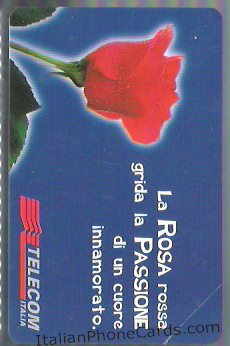 La ROSA rossa
grida la PASSIONE
di un cuore
innamorato
TELECOM
ITALIA
ItalianPhoneCards.com